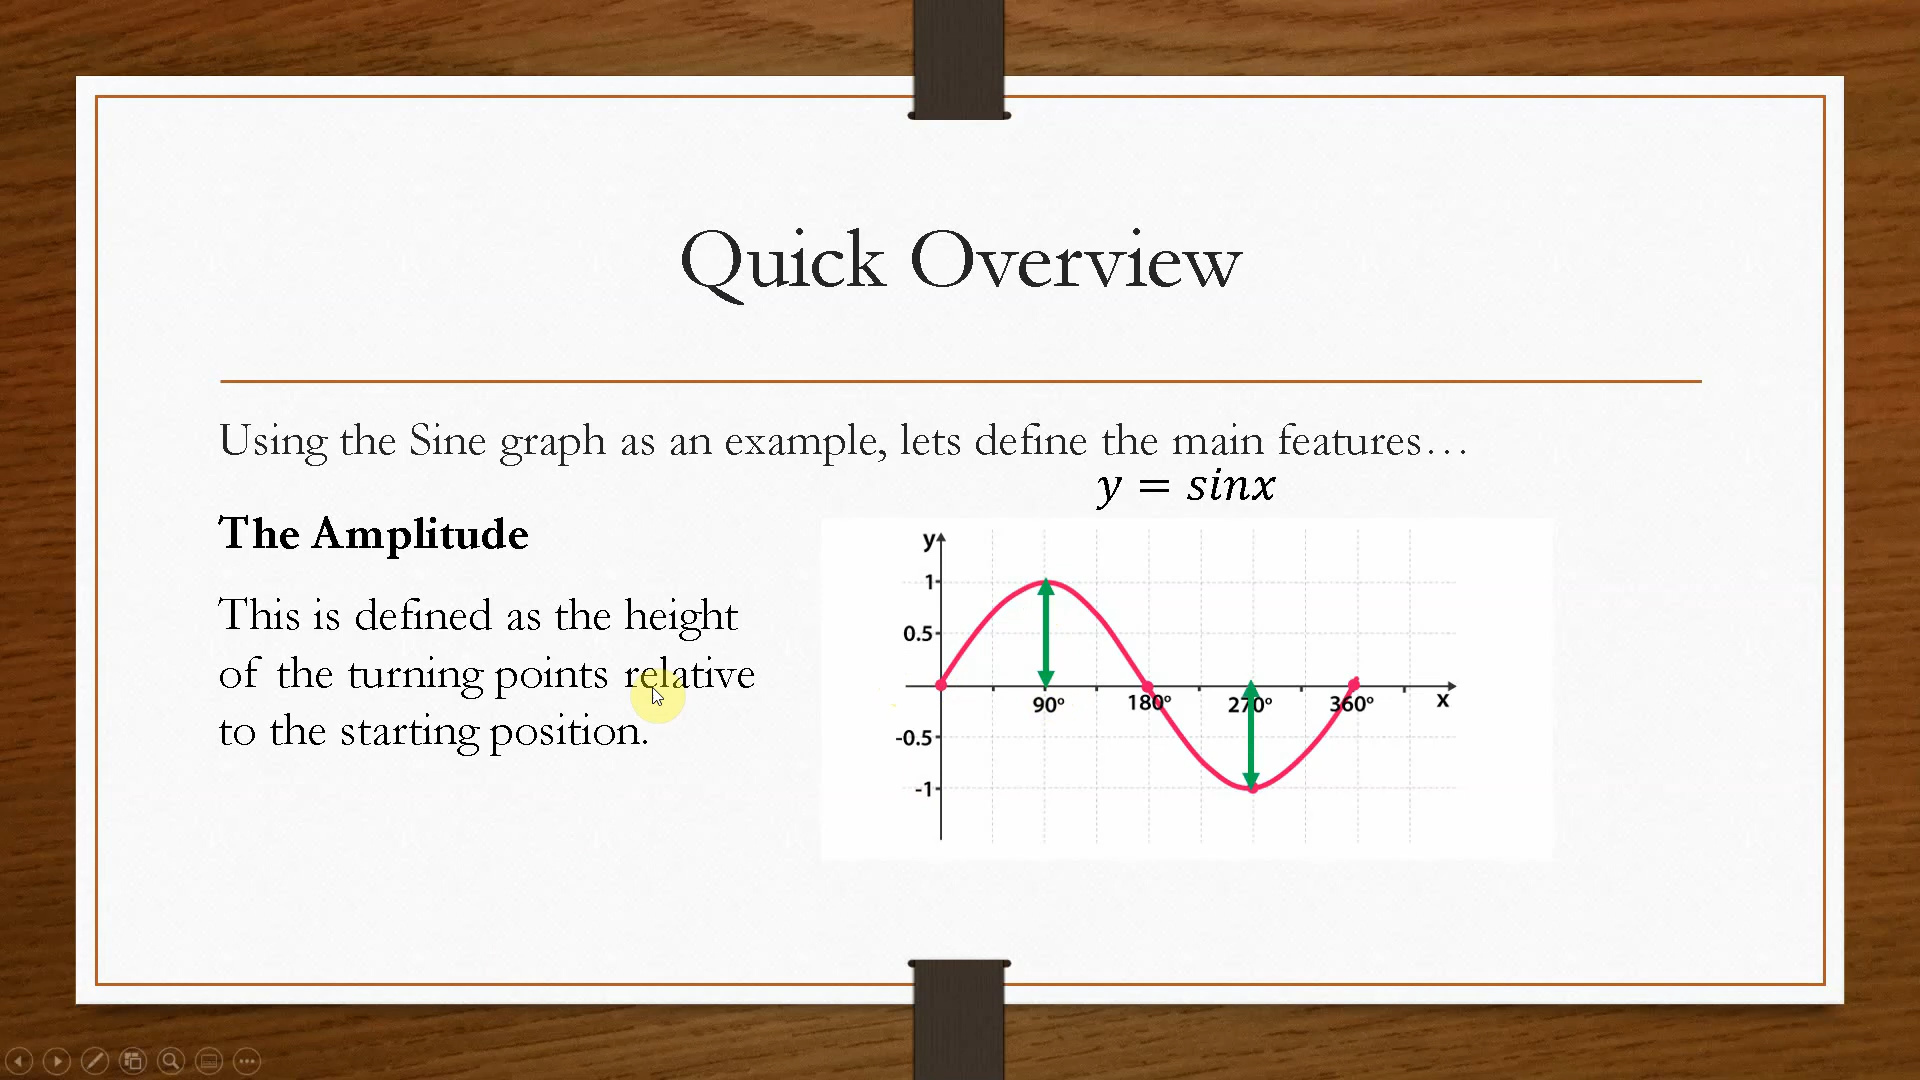 Quick Overview
Using the Sine graph as an example, lets define the main features…
y = sinx
The Amplitude
This is defined as the height
of the turning points relative
to the starting position.
y
1
0.5
90° 180° 270° 360° x
-0.5
-1